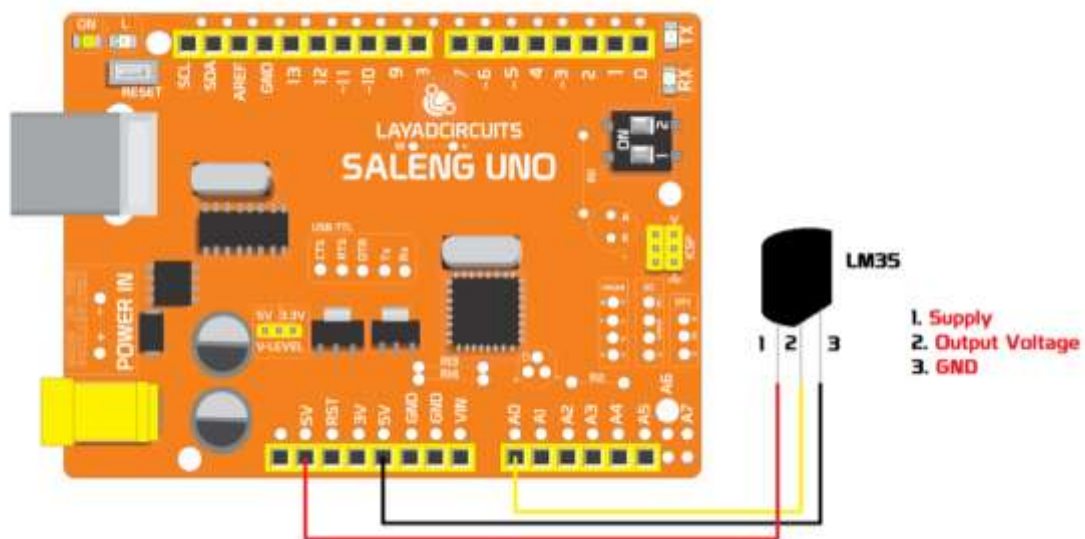 ON
L
RESET
SCL
SDA
AREF
GND
13
12
~11
~10
~9
8
7
~6
~5
4
~3
2
1
0
TX
RX
LAYADCIRCUITS
SALENG UNO
ON
1 2
USB-TTL
CTS
RTS
DTR
Tx
Rx
ICSP
POWER IN
5V 3.3V
V-LEVEL
5V
RST
3V
5V
GND
GND
VIN
A0
A1
A2
A3
A4
A5
A6
A7
LM35
1 2 3
1. Supply
2. Output Voltage
3. GND